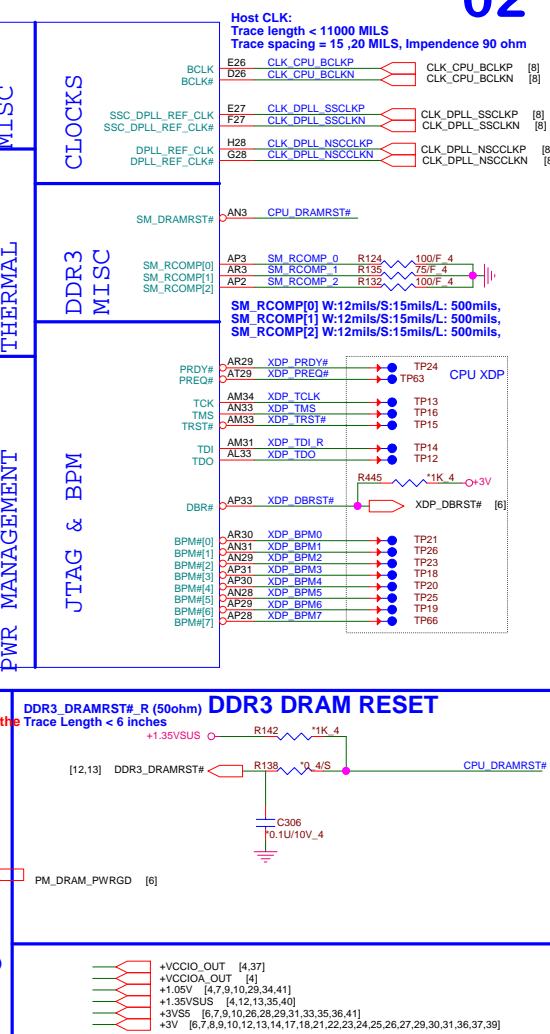 02
Host CLK:
Trace length < 11000 MILS
Trace spacing = 15 ,20 MILS, Impendence 90 ohm
MISC
THERMAL
PWR MANAGEMENT
CLOCKS
BCLK E26 CLK_CPU_BCLKP CLK_CPU_BCLKP [8]
BCLK# D26 CLK_CPU_BCLKN CLK_CPU_BCLKN [8]
SSC_DPLL_REF_CLK E27 CLK_DPLL_SSCLKP CLK_DPLL_SSCLKP [8]
SSC_DPLL_REF_CLK# F27 CLK_DPLL_SSCLKN CLK_DPLL_SSCLKN [8]
DPLL_REF_CLK H28 CLK_DPLL_NSCCLKP CLK_DPLL_NSCCLKP [8
DPLL_REF_CLK# G28 CLK_DPLL_NSCCLKN CLK_DPLL_NSCCLKN [8
DDR3
MISC
SM_DRAMRST# AN3 CPU_DRAMRST#
SM_RCOMP[0] AP3 SM_RCOMP_0 R124 100/F_4
SM_RCOMP[1] AR3 SM_RCOMP_1 R135 75/F_4
SM_RCOMP[2] AP2 SM_RCOMP_2 R132 100/F_4
SM_RCOMP[0] W:12mils/S:15mils/L: 500mils,
SM_RCOMP[1] W:12mils/S:15mils/L: 500mils,
SM_RCOMP[2] W:12mils/S:15mils/L: 500mils,
JTAG & BPM
CPU XDP
PRDY# AR29 XDP_PRDY# TP24
PREQ# AT29 XDP_PREQ# TP63
TCK AM34 XDP_TCLK TP13
TMS AN33 XDP_TMS TP16
TRST# AM33 XDP_TRST# TP15
TDI AM31 XDP_TDI_R TP14
TDO AL33 XDP_TDO TP12
R445 *1K_4 +3V
DBR# AP33 XDP_DBRST# XDP_DBRST# [6]
BPM#[0] AR30 XDP_BPM0 TP21
BPM#[1] AN31 XDP_BPM1 TP26
BPM#[2] AN29 XDP_BPM2 TP23
BPM#[3] AP31 XDP_BPM3 TP18
BPM#[4] AP30 XDP_BPM4 TP20
BPM#[5] AN28 XDP_BPM5 TP25
BPM#[6] AP29 XDP_BPM6 TP19
BPM#[7] AP28 XDP_BPM7 TP66
DDR3_DRAMRST#_R (50ohm) DDR3 DRAM RESET
the Trace Length < 6 inches
+1.35VSUS R142 *1K_4
[12,13] DDR3_DRAMRST# R138 *0_4/S CPU_DRAMRST#
C306
*0.1U/10V_4
PM_DRAM_PWRGD [6]
+VCCIO_OUT [4,37]
+VCCIOA_OUT [4]
+1.05V [4,7,9,10,29,34,41]
+1.35VSUS [4,12,13,35,40]
+3VS5 [6,7,9,10,26,28,29,31,33,35,36,41]
+3V [6,7,8,9,10,12,13,14,17,18,21,22,23,24,25,26,27,29,30,31,36,37,39]